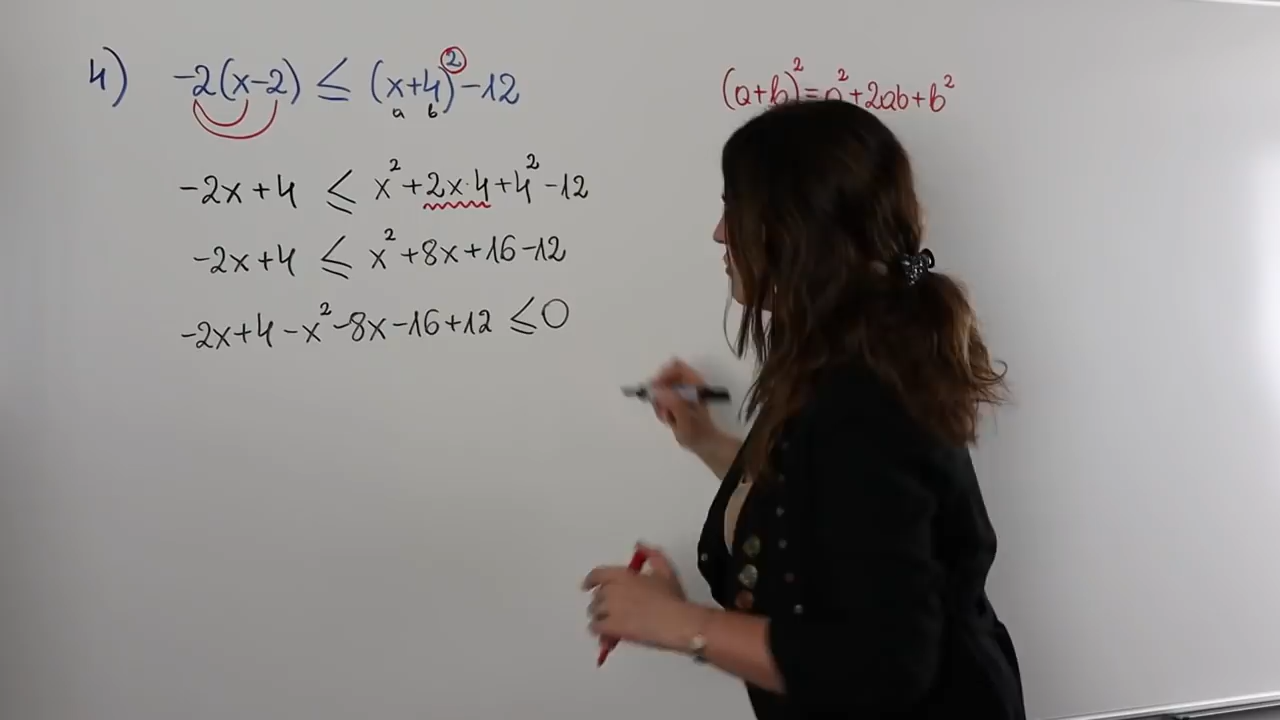 4) -2(x-2) ≤ (x+4)² -12
a b
(a+b)² = a² + 2ab + b²
-2x+4 ≤ x² + 2x·4 + 4² -12
-2x+4 ≤ x² + 8x + 16 -12
-2x+4 - x² - 8x - 16 + 12 ≤ 0